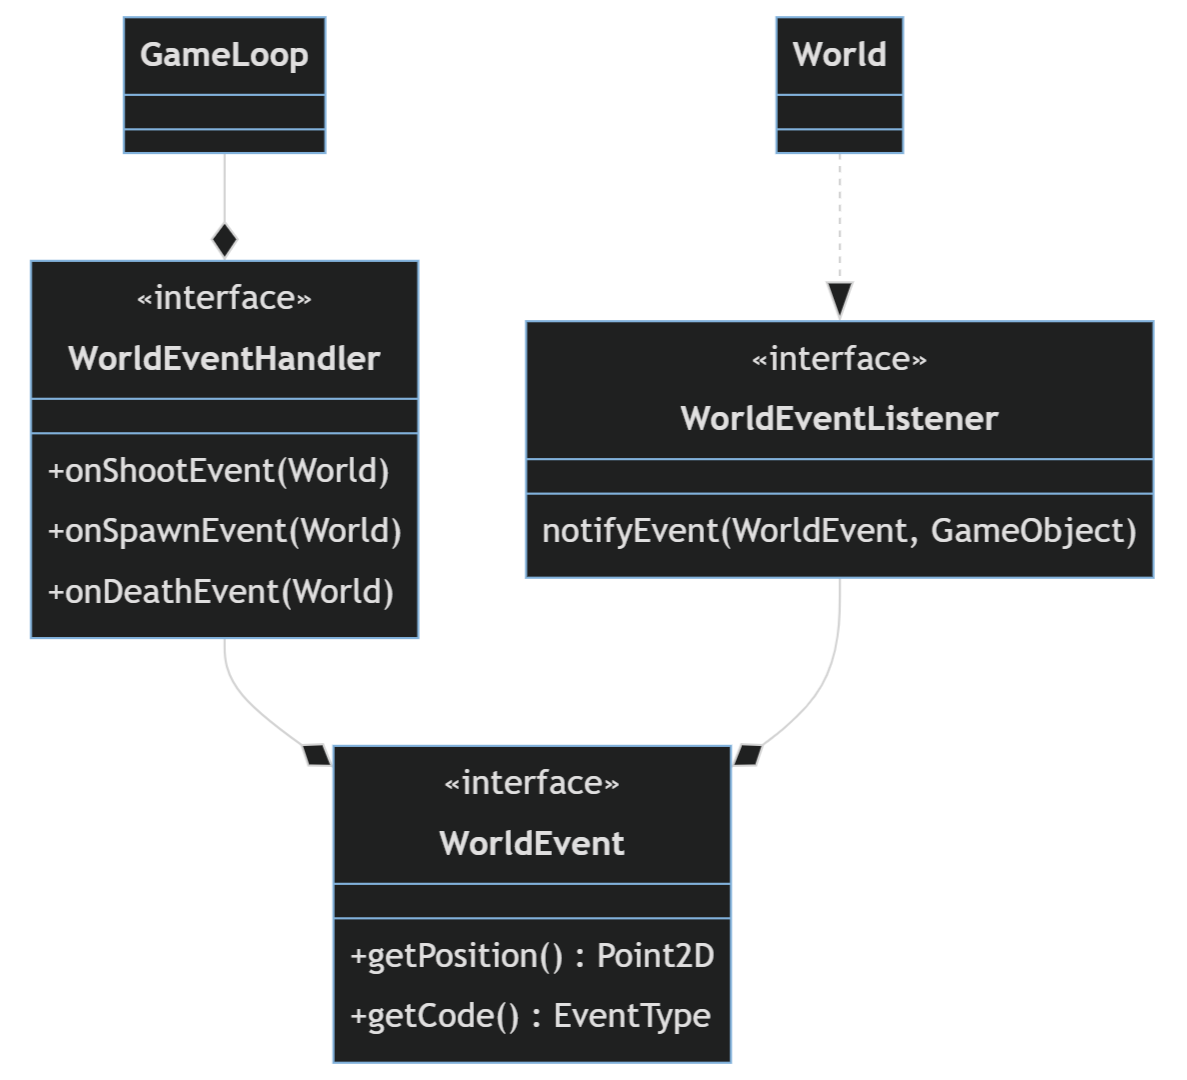 GameLoop
World
«interface»
WorldEventHandler
+onShootEvent(World)
+onSpawnEvent(World)
+onDeathEvent(World)
«interface»
WorldEventListener
notifyEvent(WorldEvent, GameObject)
«interface»
WorldEvent
+getPosition() : Point2D
+getCode() : EventType